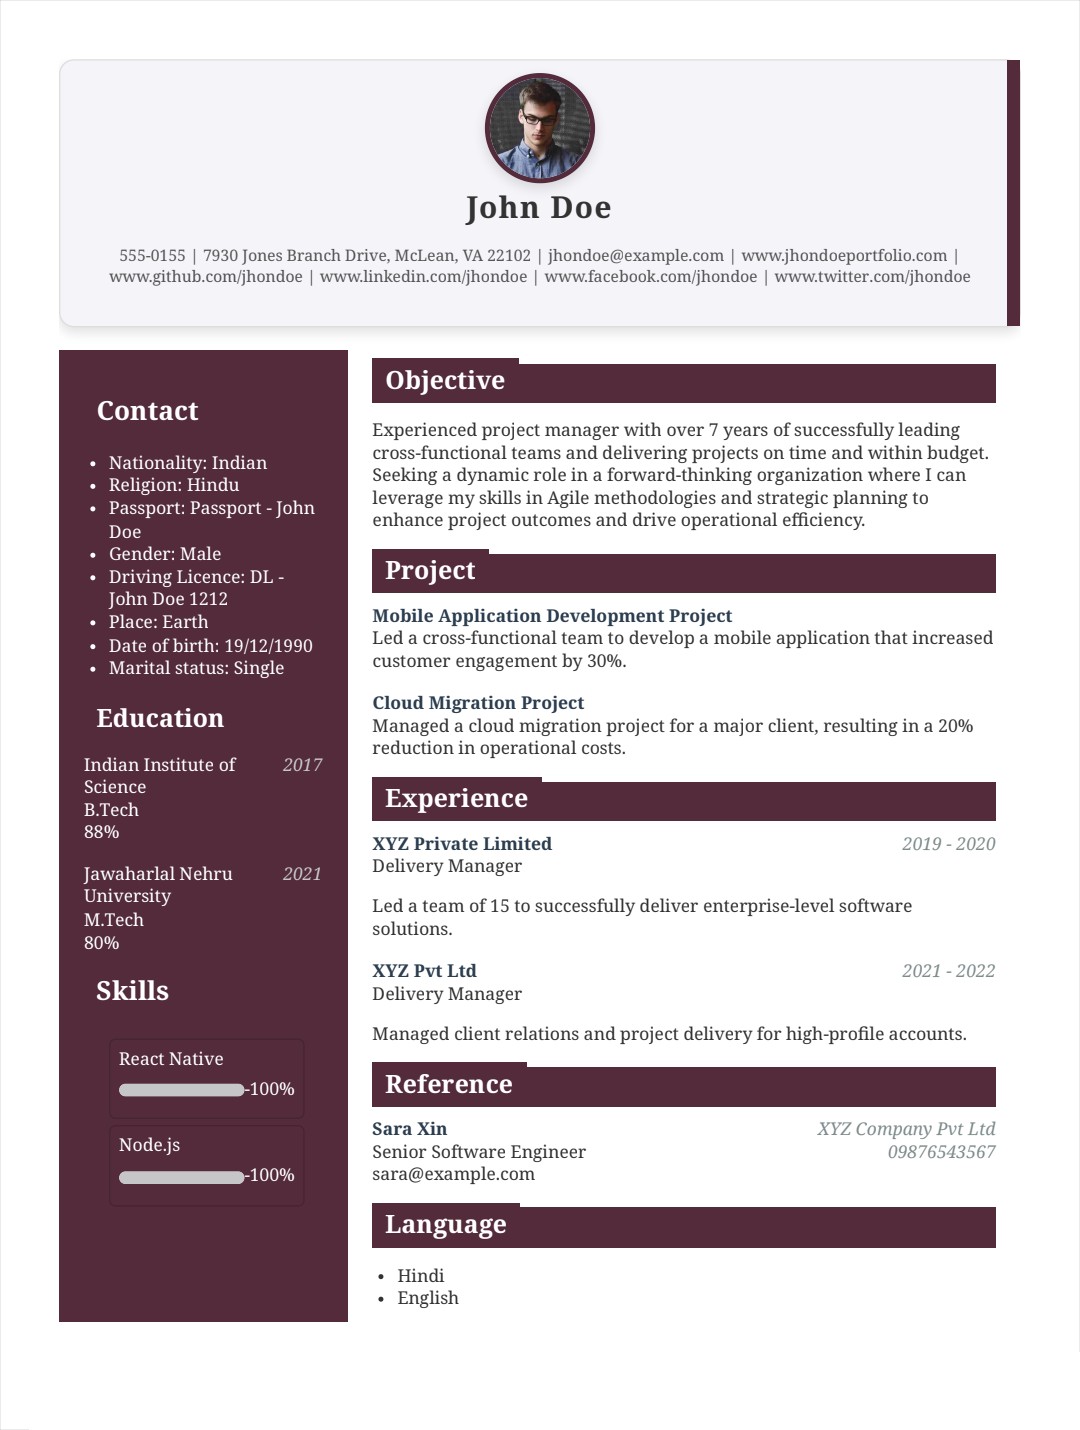 John Doe
555-0155 | 7930 Jones Branch Drive, McLean, VA 22102 | jhondoe@example.com | www.jhondoeportfolio.com |
www.github.com/jhondoe | www.linkedin.com/jhondoe | www.facebook.com/jhondoe | www.twitter.com/jhondoe
Contact
• Nationality: Indian
• Religion: Hindu
• Passport: Passport - John
Doe
• Gender: Male
• Driving Licence: DL -
John Doe 1212
• Place: Earth
• Date of birth: 19/12/1990
• Marital status: Single
Education
Indian Institute of 2017
Science
B.Tech
88%
Jawaharlal Nehru 2021
University
M.Tech
80%
Skills
React Native
-100%
Node.js
-100%
Objective
Experienced project manager with over 7 years of successfully leading
cross-functional teams and delivering projects on time and within budget.
Seeking a dynamic role in a forward-thinking organization where I can
leverage my skills in Agile methodologies and strategic planning to
enhance project outcomes and drive operational efficiency.
Project
Mobile Application Development Project
Led a cross-functional team to develop a mobile application that increased
customer engagement by 30%.
Cloud Migration Project
Managed a cloud migration project for a major client, resulting in a 20%
reduction in operational costs.
Experience
XYZ Private Limited 2019 - 2020
Delivery Manager
Led a team of 15 to successfully deliver enterprise-level software
solutions.
XYZ Pvt Ltd 2021 - 2022
Delivery Manager
Managed client relations and project delivery for high-profile accounts.
Reference
Sara Xin XYZ Company Pvt Ltd
Senior Software Engineer 09876543567
sara@example.com
Language
• Hindi
• English